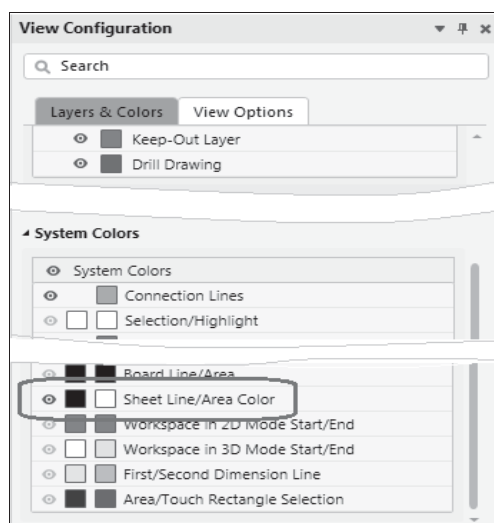 View Configuration
Search
Layers & Colors
View Options
Keep-Out Layer
Drill Drawing
System Colors
System Colors
Connection Lines
Selection/Highlight
Board Line/Area
Sheet Line/Area Color
Workspace in 2D Mode Start/End
Workspace in 3D Mode Start/End
First/Second Dimension Line
Area/Touch Rectangle Selection